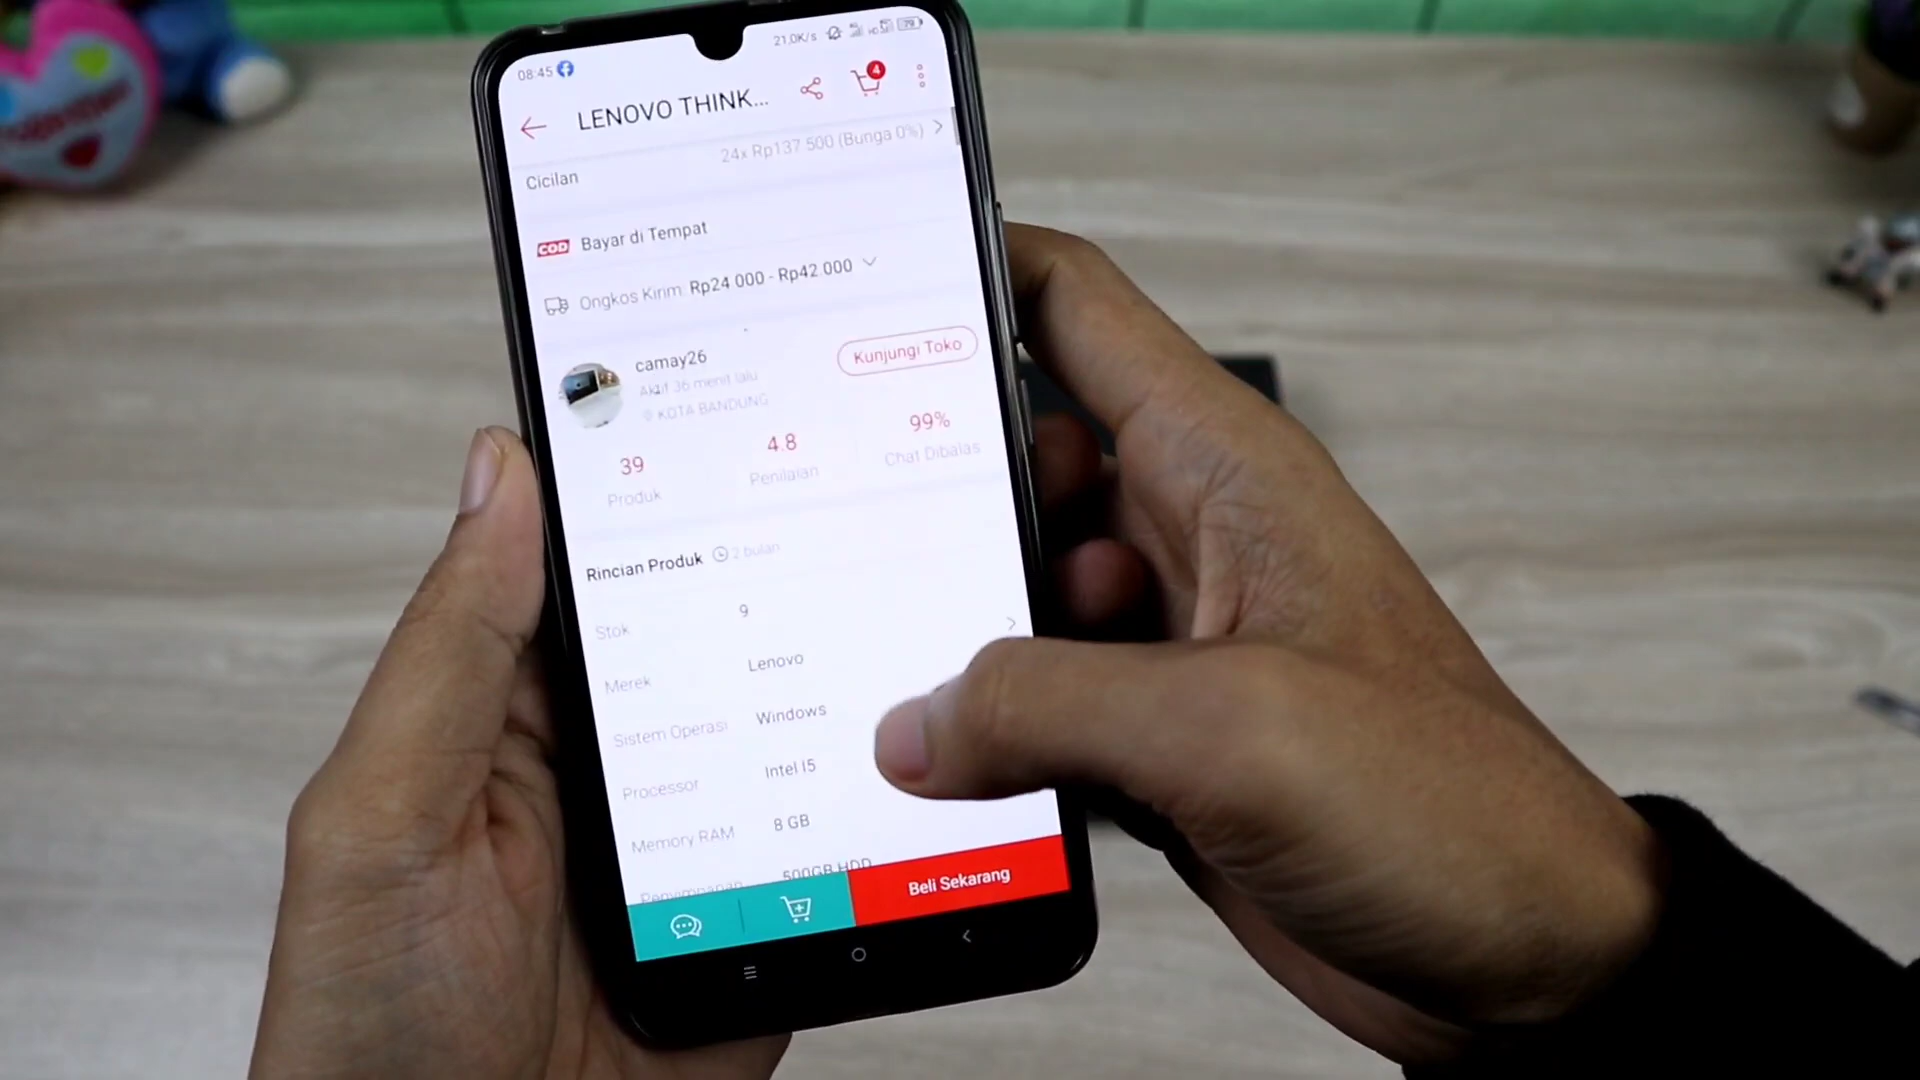 08:45
21,0K/s
79
LENOVO THINK...
4
24x Rp137.500 (Bunga 0%)
Cicilan
COD Bayar di Tempat
Ongkos Kirim: Rp24.000 - Rp42.000
camay26
Aktif 36 menit lalu
KOTA BANDUNG
Kunjungi Toko
39
4.8
99%
Produk
Penilaian
Chat Dibalas
Rincian Produk 2 bulan
Stok 9
Merek Lenovo
Sistem Operasi Windows
Processor Intel I5
Memory RAM 8 GB
Penyimpanan 500GB HDD
Beli Sekarang